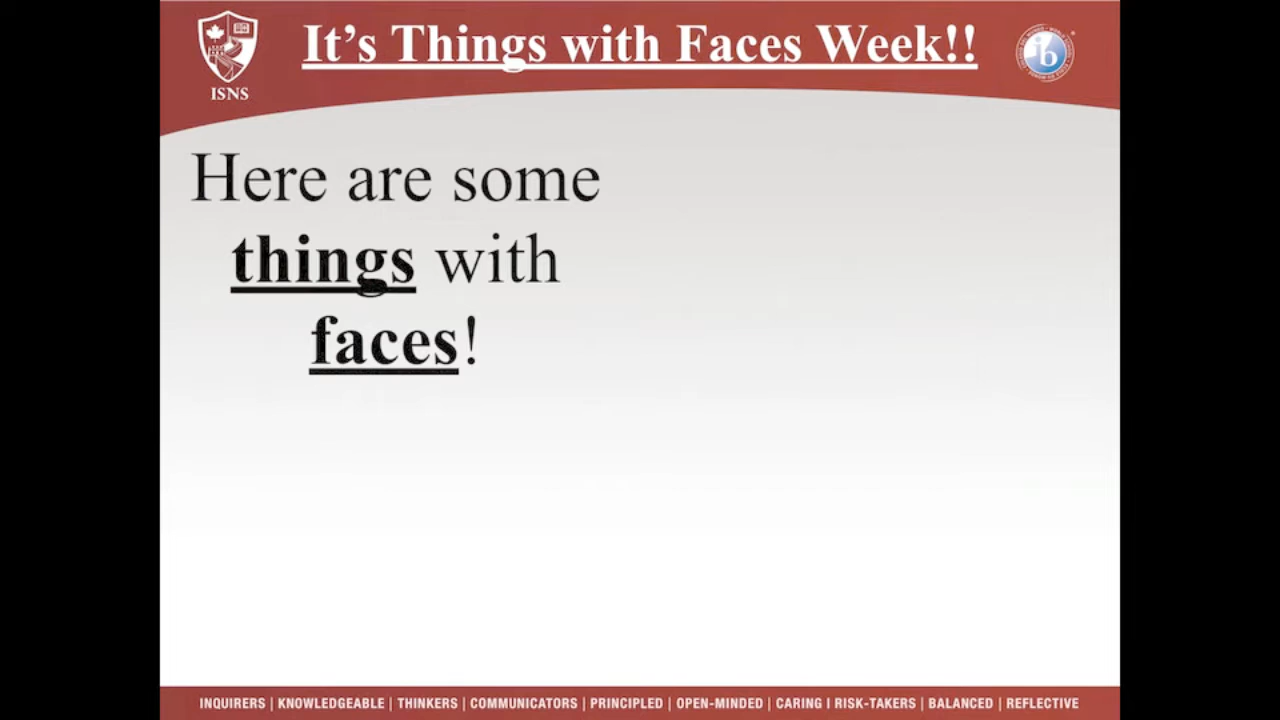 It's Things with Faces Week!!
ISNS
ib
Here are some
things with
faces!
INQUIRERS | KNOWLEDGEABLE | THINKERS | COMMUNICATORS | PRINCIPLED | OPEN-MINDED | CARING I RISK-TAKERS | BALANCED | REFLECTIVE